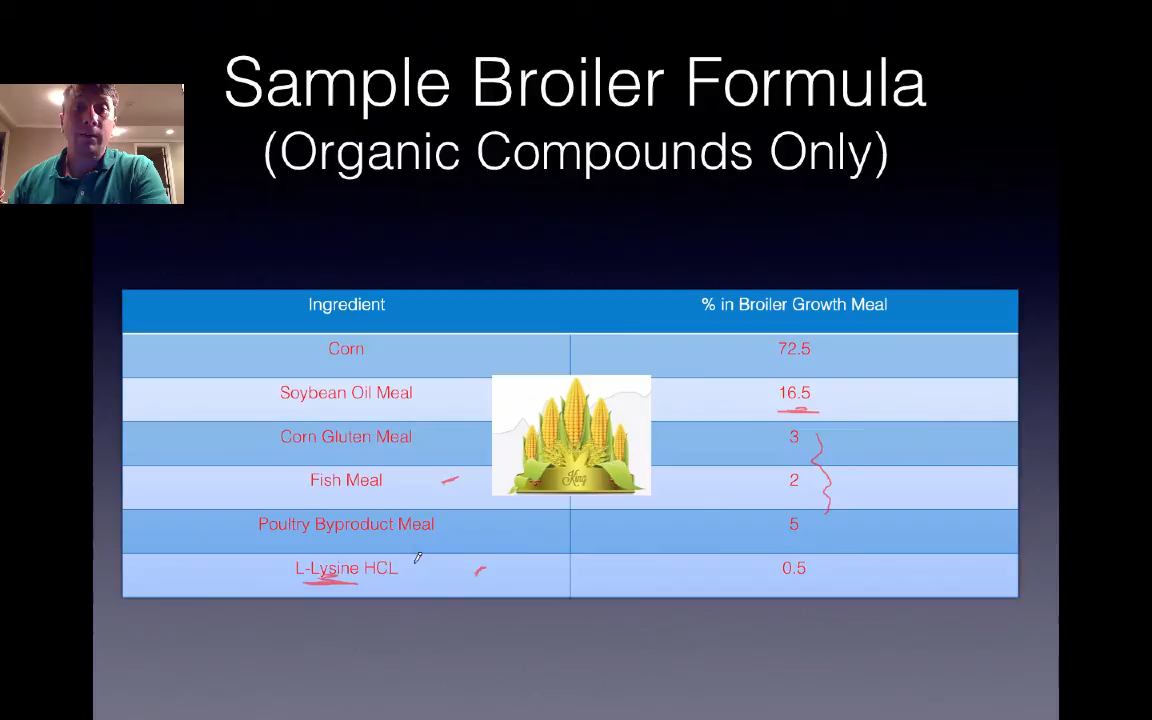 Sample Broiler Formula
(Organic Compounds Only)
Ingredient % in Broiler Growth Meal
Corn 72.5
Soybean Oil Meal 16.5
Corn Gluten Meal 3
Fish Meal 2
King
Poultry Byproduct Meal 5
L-Lysine HCL 0.5